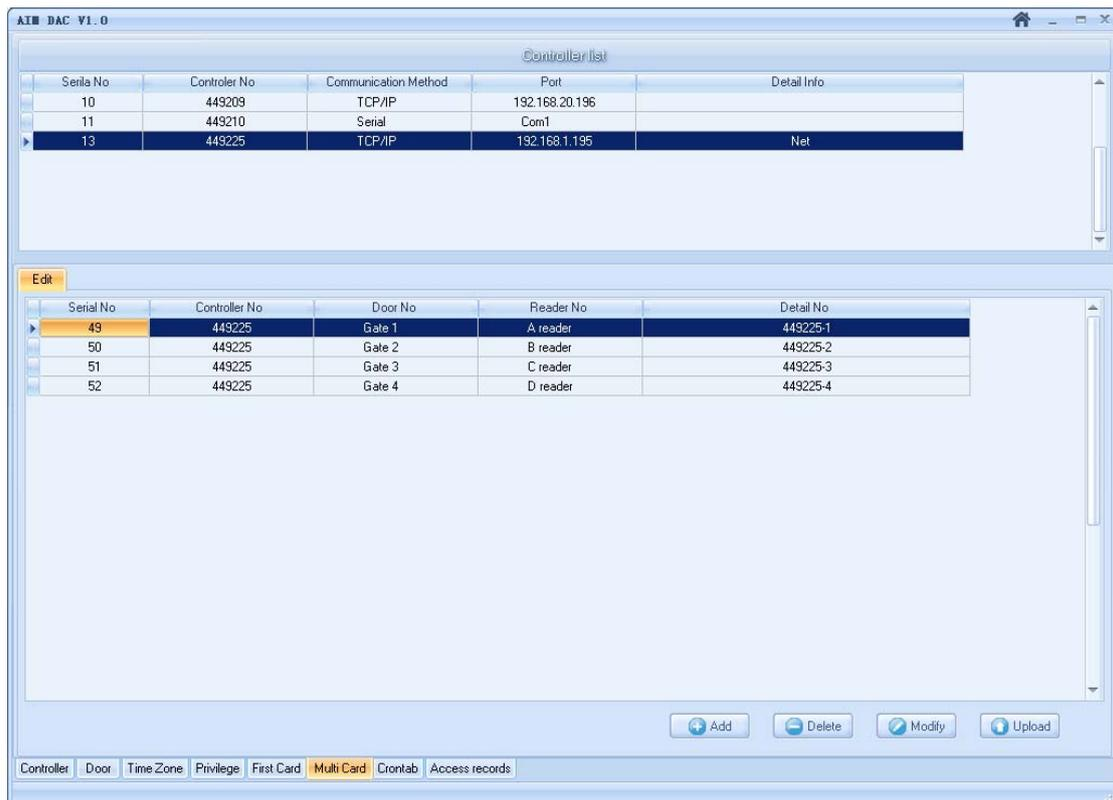 AIM DAC V1.0
Controller list
Serila No Controler No Communication Method Port Detail Info
10 449209 TCP/IP 192.168.20.196
11 449210 Serial Com1
13 449225 TCP/IP 192.168.1.195 Net
Edit
Serial No Controller No Door No Reader No Detail No
49 449225 Gate 1 A reader 449225-1
50 449225 Gate 2 B reader 449225-2
51 449225 Gate 3 C reader 449225-3
52 449225 Gate 4 D reader 449225-4
Add Delete Modify Upload
Controller Door Time Zone Privilege First Card Multi Card Crontab Access records